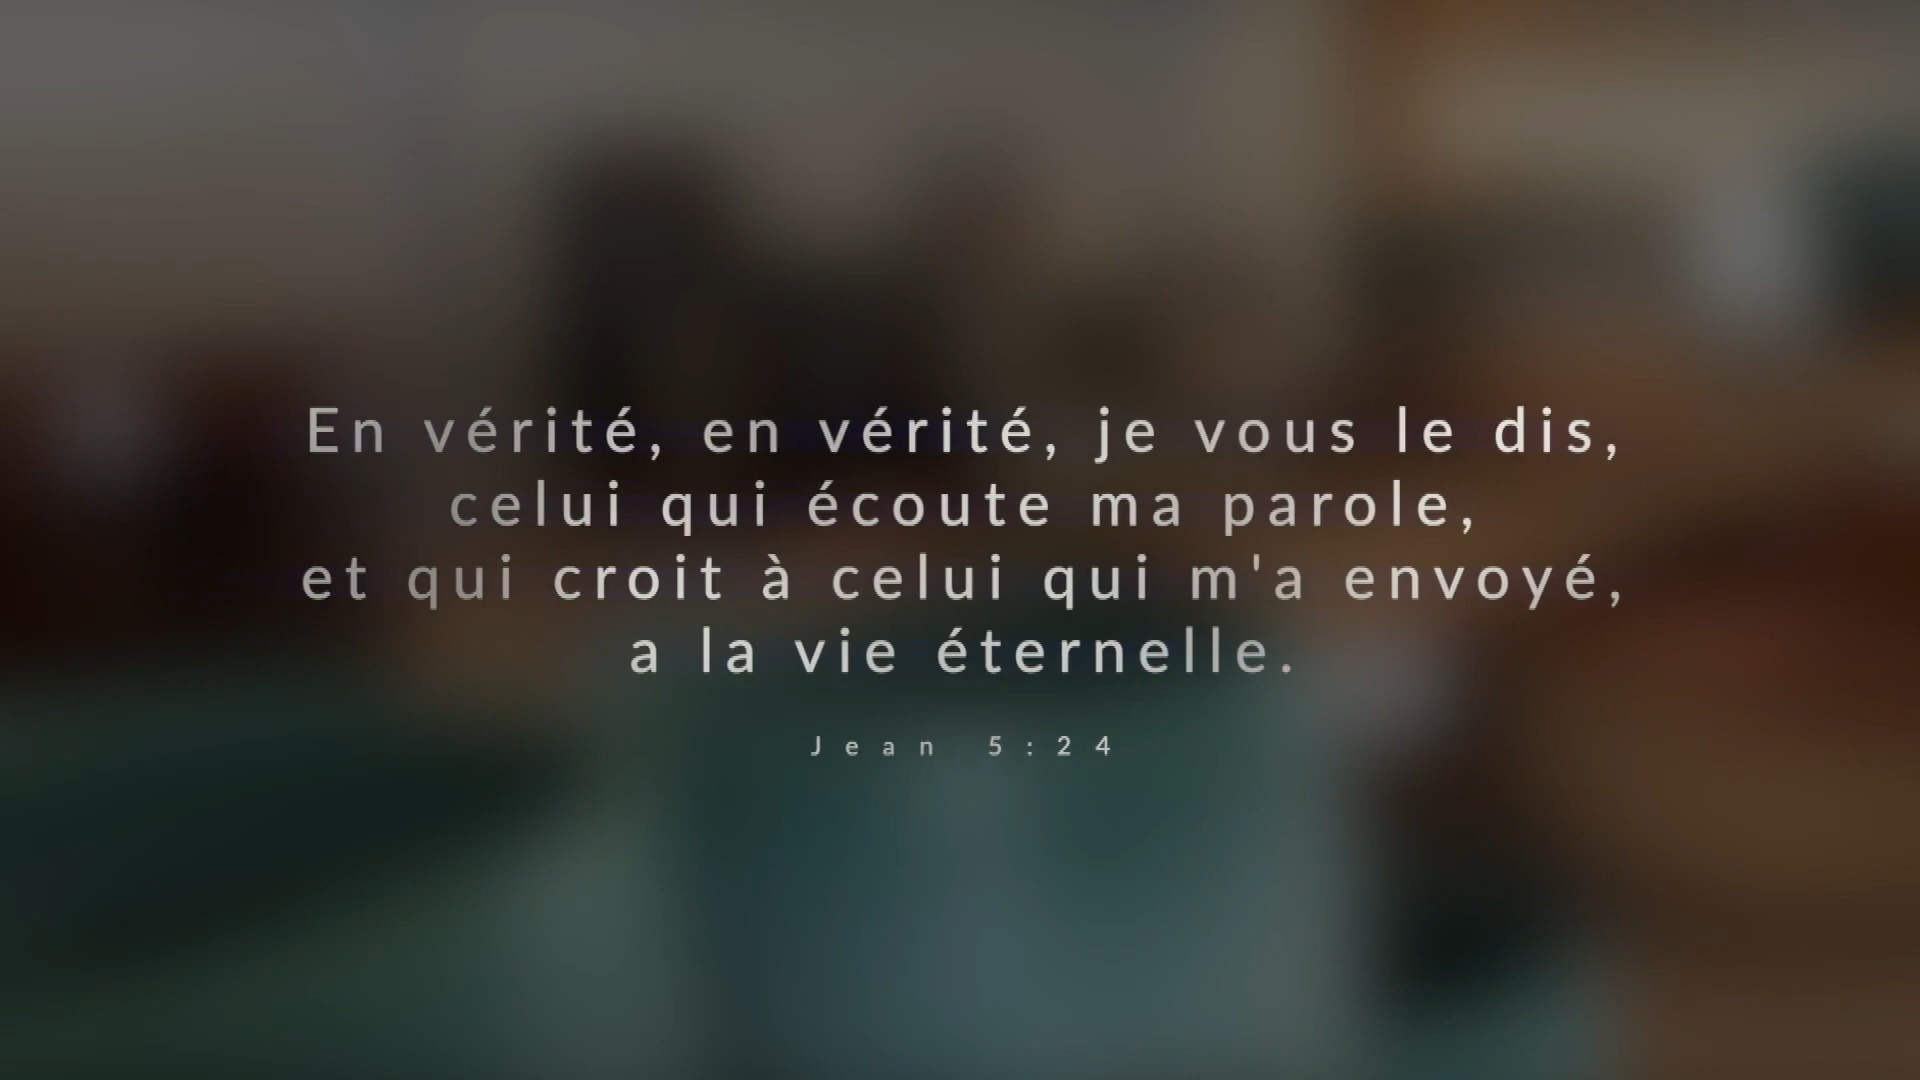 En vérité, en vérité, je vous le dis,
celui qui écoute ma parole,
et qui croit à celui qui m'a envoyé,
a la vie éternelle.
Jean 5:24